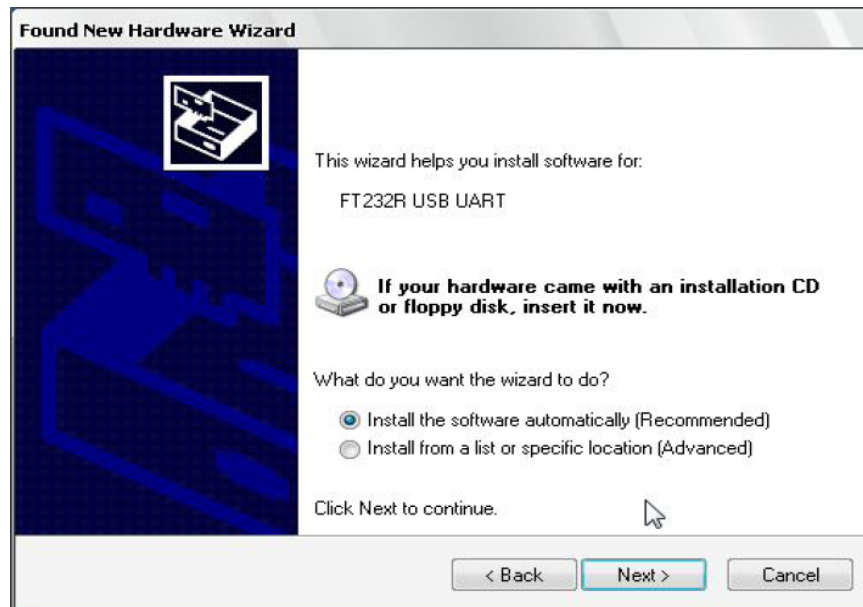 Found New Hardware Wizard
This wizard helps you install software for:
FT232R USB UART
If your hardware came with an installation CD
or floppy disk, insert it now.
What do you want the wizard to do?
Install the software automatically (Recommended)
Install from a list or specific location (Advanced)
Click Next to continue.
< Back Next > Cancel